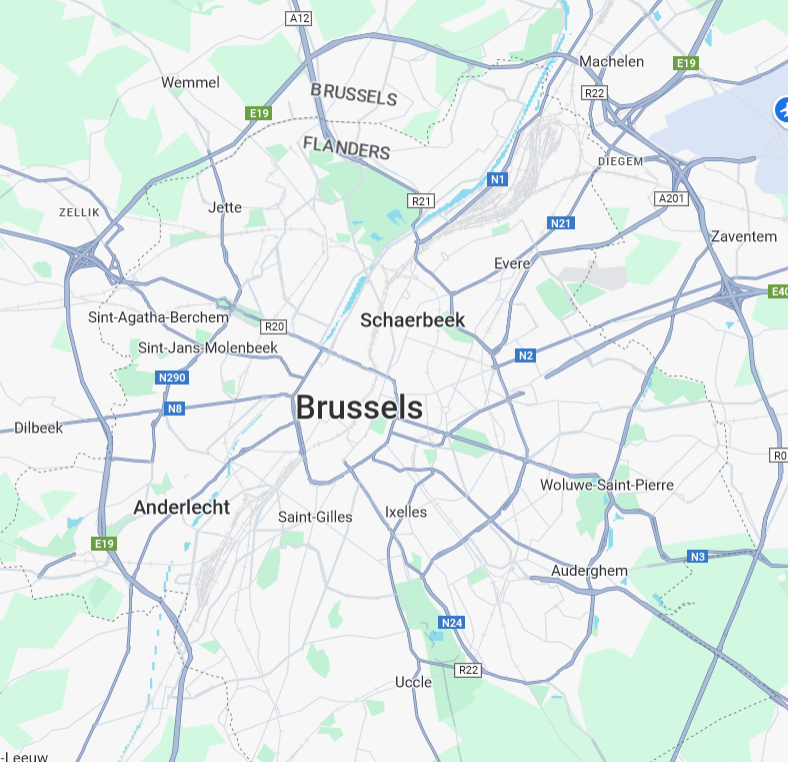 A12
Machelen
E19
Wemmel
R22
BRUSSELS
E19
FLANDERS
DIEGEM
N1
A201
R21
ZELLIK
Jette
N21
Zaventem
Evere
E40
Sint-Agatha-Berchem
Schaerbeek
R20
Sint-Jans-Molenbeek
N2
N290
N8
Brussels
Dilbeek
R0
Woluwe-Saint-Pierre
Anderlecht
Saint-Gilles
Ixelles
E19
N3
Auderghem
N24
R22
Uccle
-Leeuw